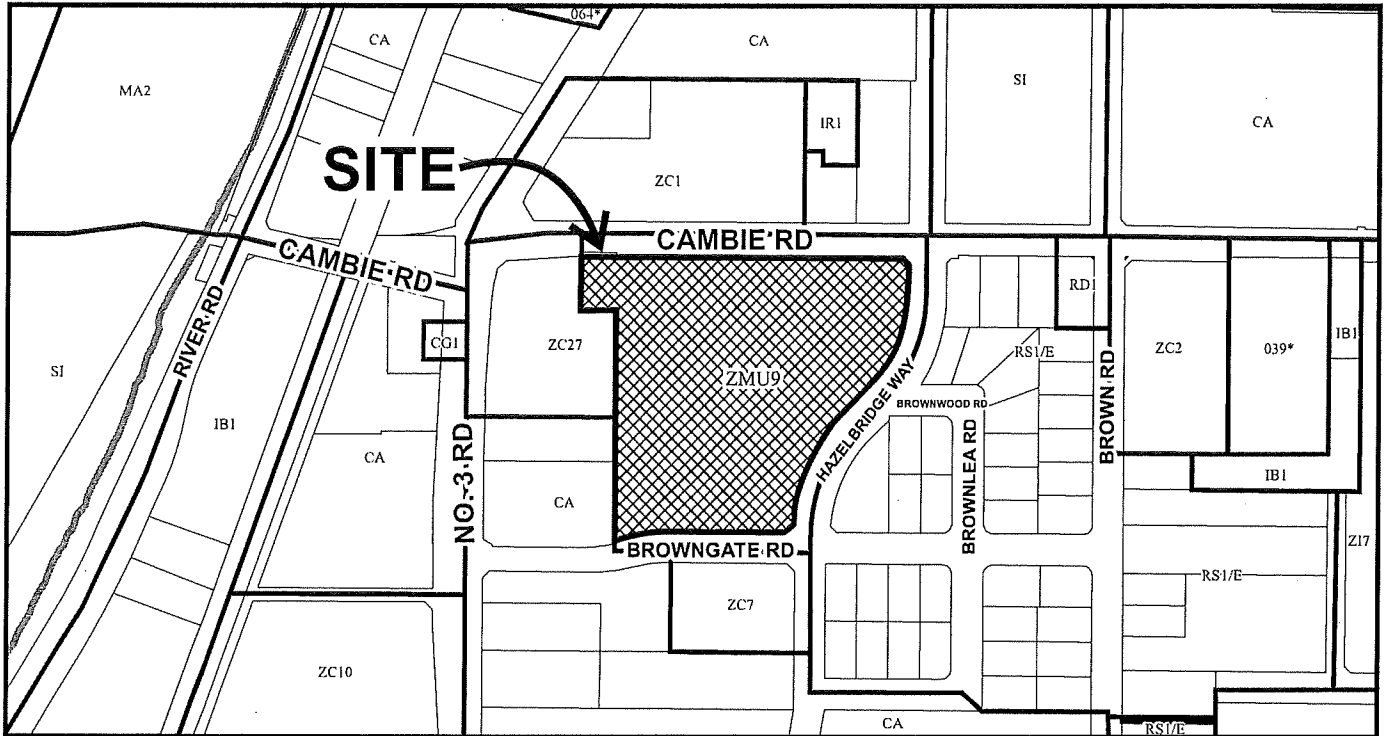 064*
CA
CA
MA2
SI
CA
IR1
SITE
ZC1
CAMBIE RD
CAMBIE RD
RIVER RD
RD1
CG1
ZC27
RS1/E
ZC2
039*
IB1
SI
ZMU9
HAZELBRIDGE WAY
BROWNWOOD RD
BROWN RD
IB1
CA
NO. 3 RD
CA
BROWNLEA RD
IB1
BROWNGATE RD
ZI7
RS1/E
ZC7
ZC10
CA
RS1/E